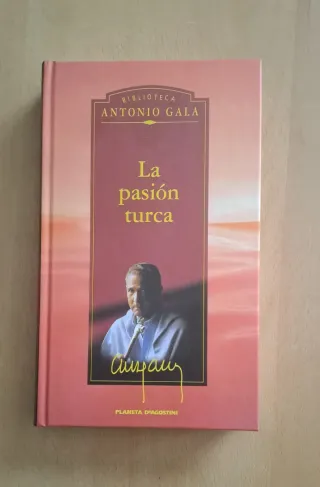 BIBLIOTECA
ANTONIO GALA
La
pasión
turca
PLANETA DEAGOSTINI